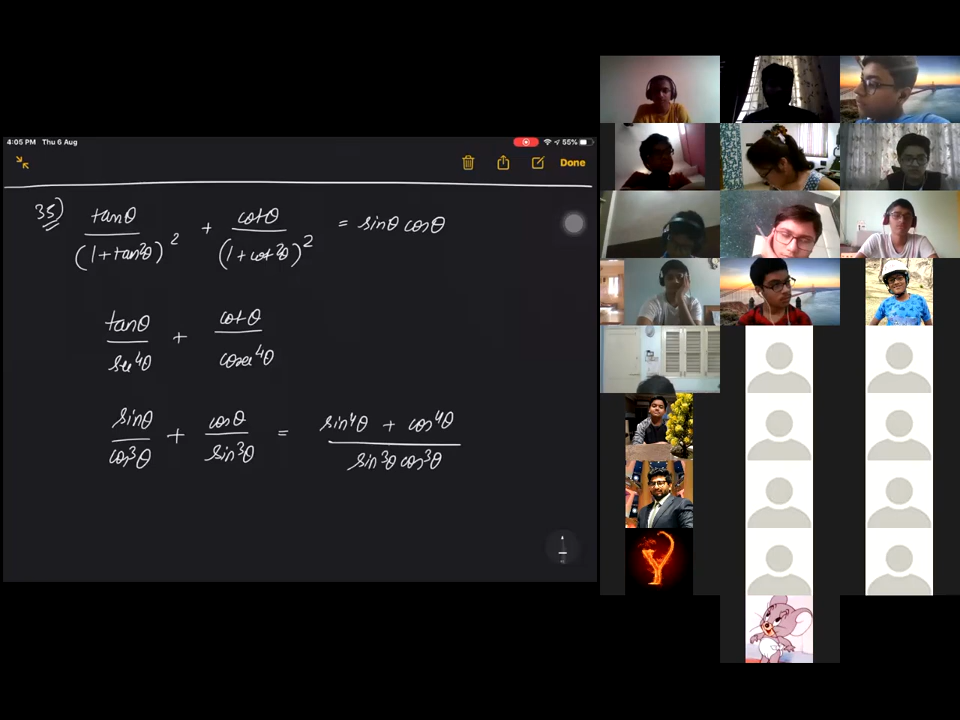 4:05 PM Thu 6 Aug 55%
Done
35) tanθ/(1+tan²θ)² + cotθ/(1+cot²θ)² = sinθ cosθ
tanθ/sec⁴θ + cotθ/cosec⁴θ
sinθ/cos³θ + cosθ/sin³θ = sin⁴θ + cos⁴θ/sin³θ cos³θ